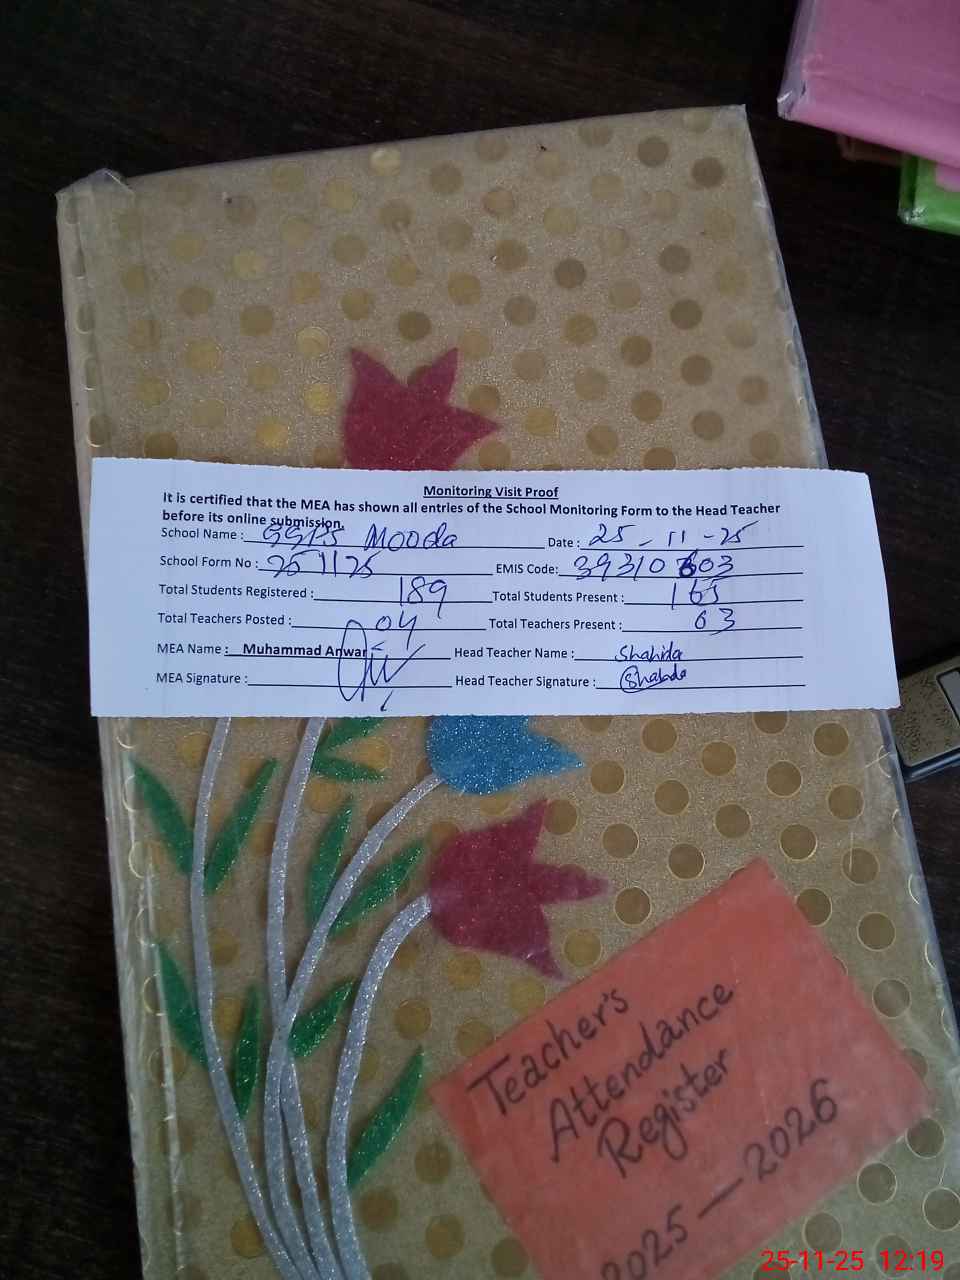 Monitoring Visit Proof
It is certified that the MEA has shown all entries of the School Monitoring Form to the Head Teacher
before its online submission.
School Name : GGPS Mooda Date : 25 - 11 - 25
School Form No : 251125 EMIS Code: 39310603
Total Students Registered : 189 Total Students Present : 165
Total Teachers Posted : 04 Total Teachers Present : 03
MEA Name : Muhammad Anwar Head Teacher Name : Shahida
MEA Signature : Head Teacher Signature : Shahida
Teacher's
Attendance
Register
2025 — 2026
25-11-25 12:19